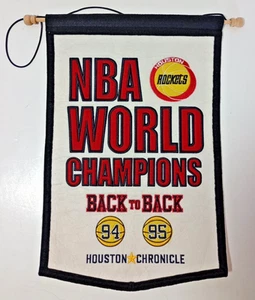 HOUSTON
ROCKETS
NBA
WORLD
CHAMPIONS
BACK TO BACK
94 95
HOUSTON CHRONICLE